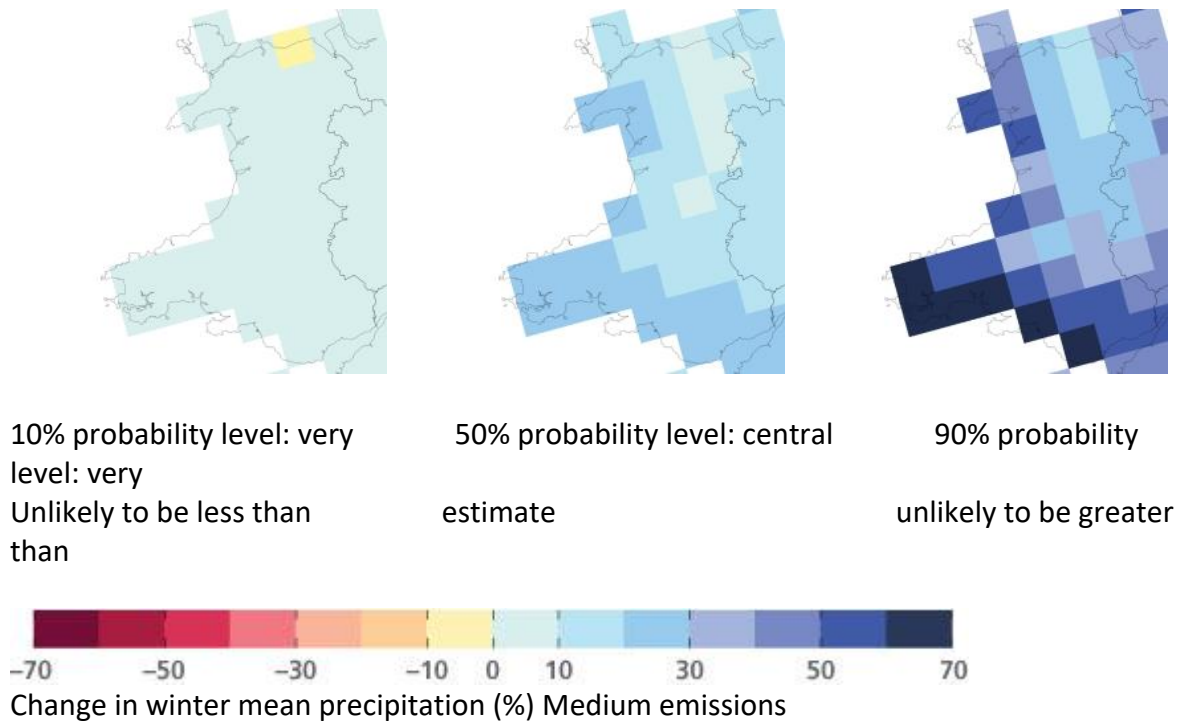 10% probability level: very 50% probability level: central 90% probability
level: very
Unlikely to be less than estimate unlikely to be greater
than
−70 −50 −30 −10 0 10 30 50 70
Change in winter mean precipitation (%) Medium emissions